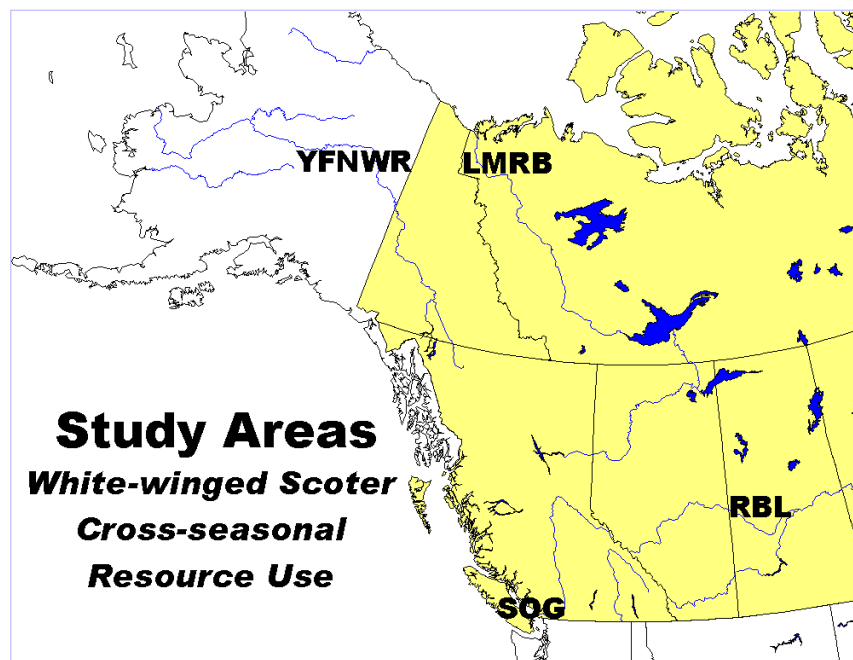 YFNWR
LMRB
Study Areas
White-winged Scoter
Cross-seasonal
Resource Use
RBL
SOG